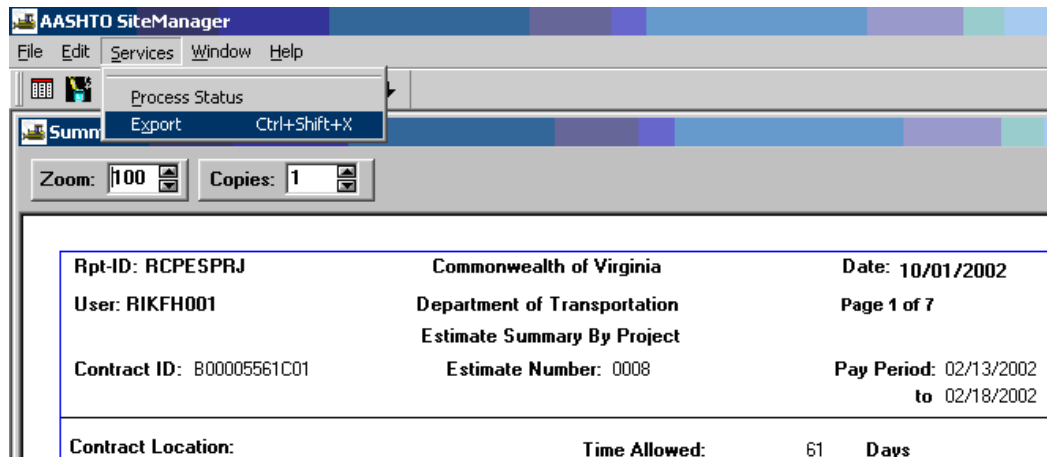 AASHTO SiteManager
File Edit Services Window Help
Process Status
Export Ctrl+Shift+X
Summ
Zoom: 100 Copies: 1
Rpt-ID: RCPESPRJ Commonwealth of Virginia Date: 10/01/2002
User: RIKFH001 Department of Transportation Page 1 of 7
Estimate Summary By Project
Contract ID: B00005561C01 Estimate Number: 0008 Pay Period: 02/13/2002
to 02/18/2002
Contract Location: Time Allowed: 61 Days